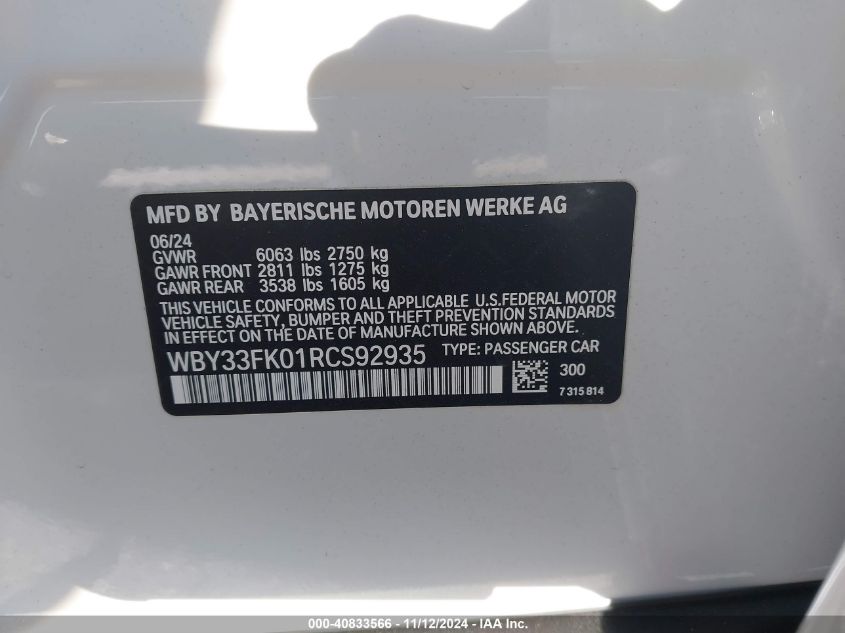 MFD BY BAYERISCHE MOTOREN WERKE AG
06/24
GVWR 6063 lbs 2750 kg
GAWR FRONT 2811 lbs 1275 kg
GAWR REAR 3538 lbs 1605 kg
THIS VEHICLE CONFORMS TO ALL APPLICABLE U.S.FEDERAL MOTOR
VEHICLE SAFETY, BUMPER AND THEFT PREVENTION STANDARDS
IN EFFECT ON THE DATE OF MANUFACTURE SHOWN ABOVE.
WBY33FK01RCS92935 TYPE: PASSENGER CAR
300
7 315 814
000-40833566 - 11/12/2024 - IAA Inc.